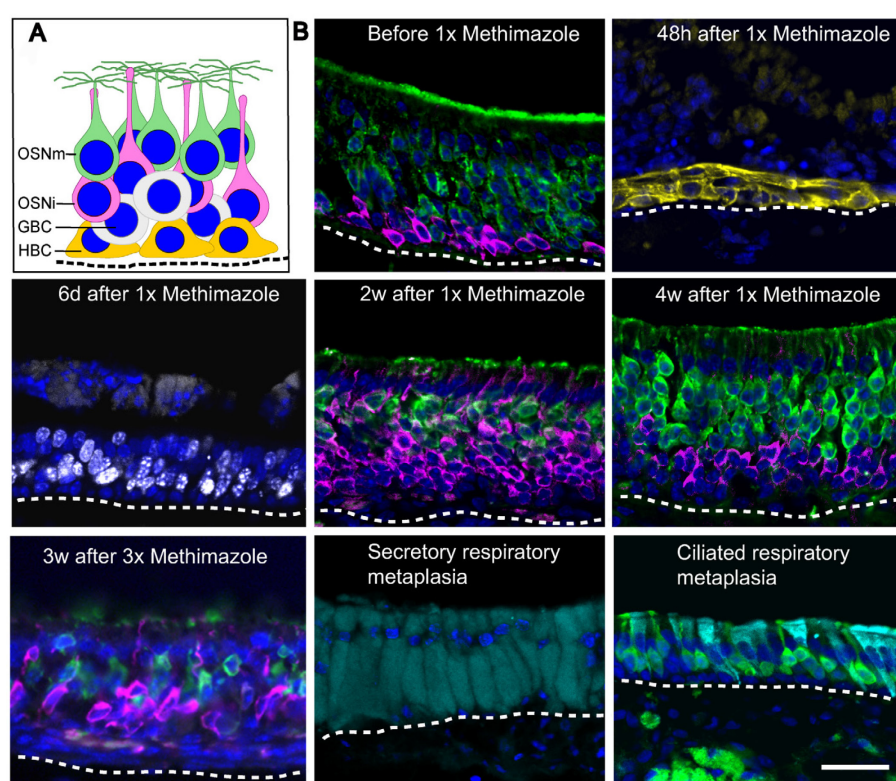 A
OSNm
OSNi
GBC
HBC
B
Before 1x Methimazole
48h after 1x Methimazole
6d after 1x Methimazole
2w after 1x Methimazole
4w after 1x Methimazole
3w after 3x Methimazole
Secretory respiratory
metaplasia
Ciliated respiratory
metaplasia